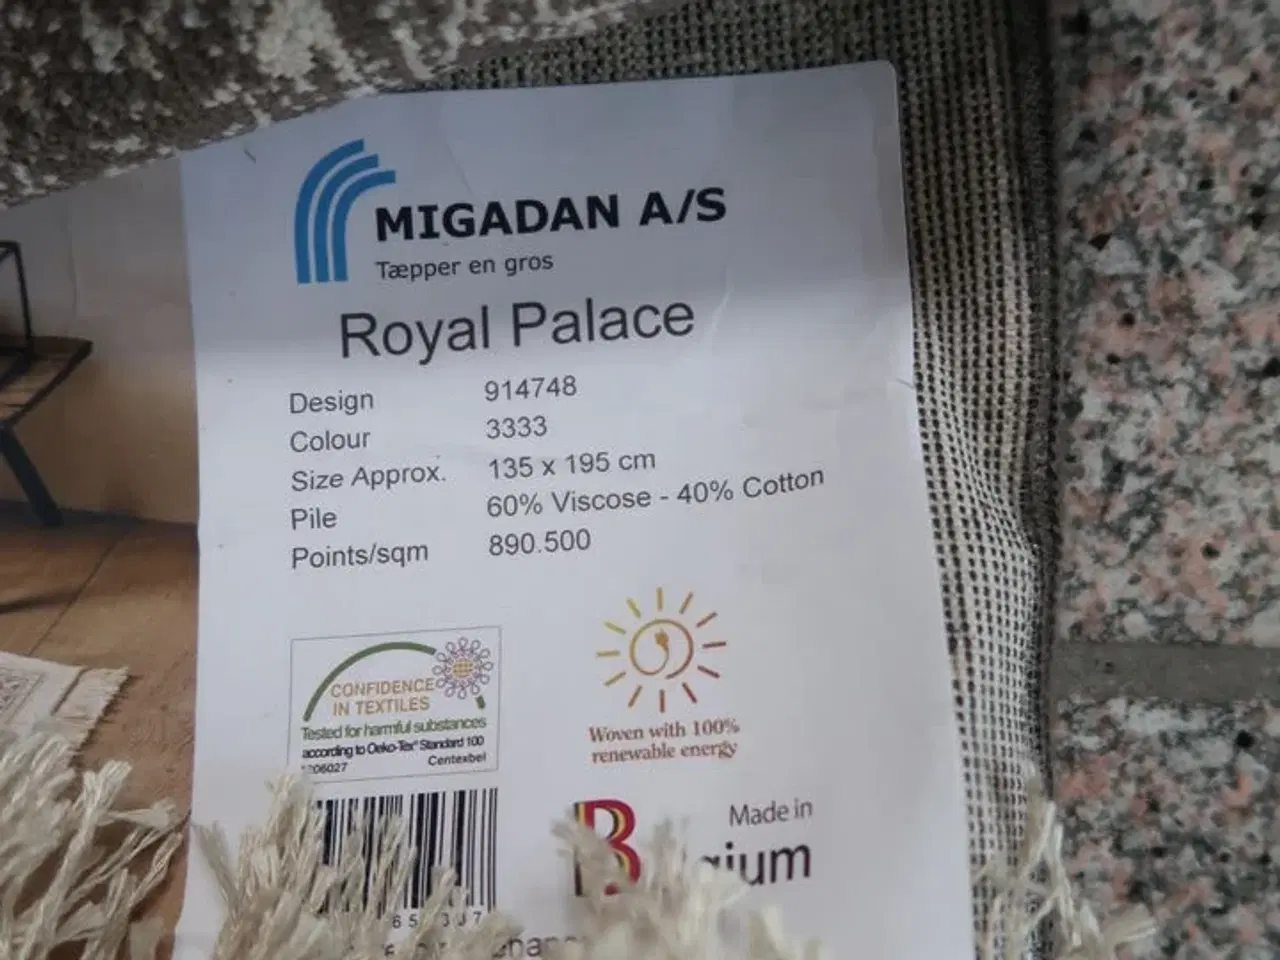 MIGADAN A/S
Tæpper en gros
Royal Palace
Design 914748
Colour 3333
Size Approx. 135 x 195 cm
Pile 60% Viscose - 40% Cotton
Points/sqm 890.500
CONFIDENCE
IN TEXTILES
Tested for harmful substances
according to Oeko-Tex® Standard 100
Centexbel
Woven with 100%
renewable energy
B
Made in